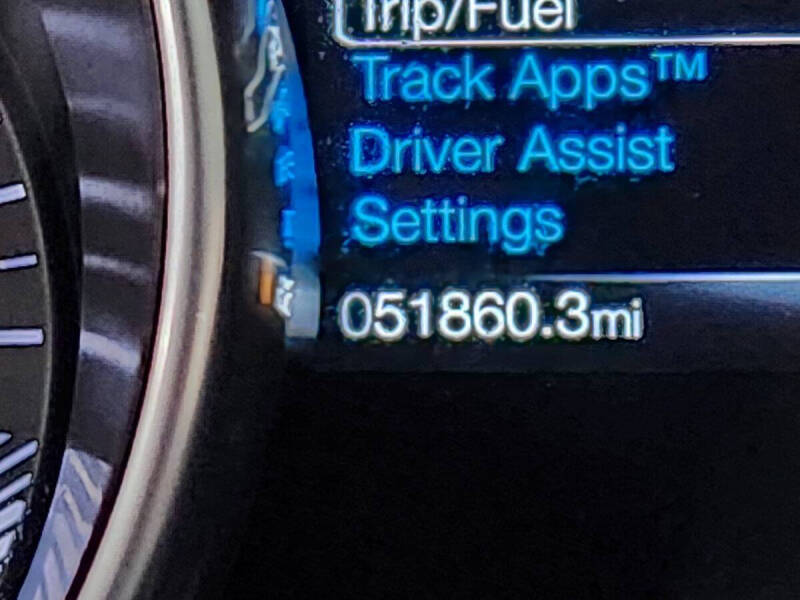 Trip/Fuel
Track Apps™
Driver Assist
Settings
051860.3mi